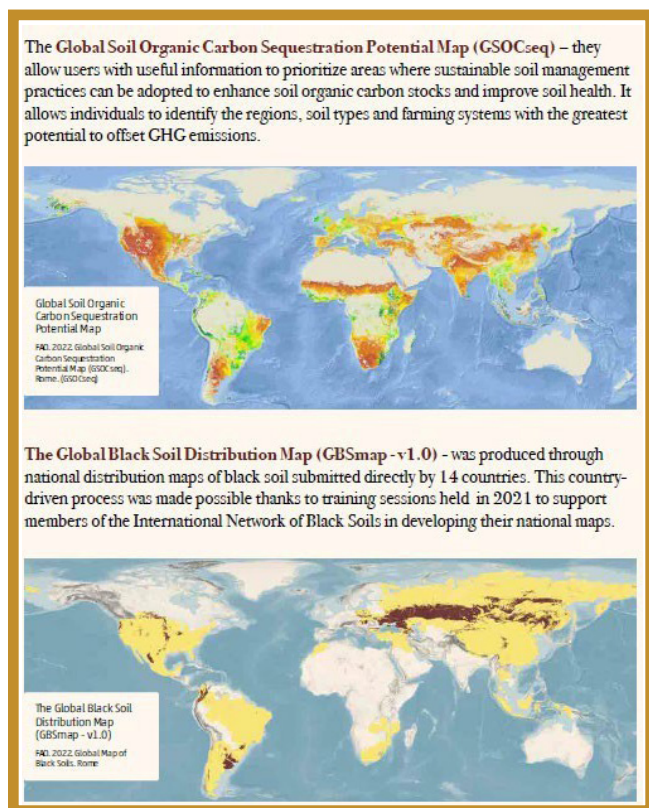 The Global Soil Organic Carbon Sequestration Potential Map (GSOCseq) – they
allow users with useful information to prioritize areas where sustainable soil management
practices can be adopted to enhance soil organic carbon stocks and improve soil health. It
allows individuals to identify the regions, soil types and farming systems with the greatest
potential to offset GHG emissions.
Global Soil Organic
Carbon Sequestration
Potential Map
FAO. 2022. Global Soil Organic
Carbon Sequestration
Potential Map (GSOCseq).
Rome. (GSOCseq)
The Global Black Soil Distribution Map (GBSmap - v1.0) - was produced through
national distribution maps of black soil submitted directly by 14 countries. This country-
driven process was made possible thanks to training sessions held in 2021 to support
members of the International Network of Black Soils in developing their national maps.
The Global Black Soil
Distribution Map
(GBSmap - v1.0)
FAO. 2022. Global Map of
Black Soils. Rome